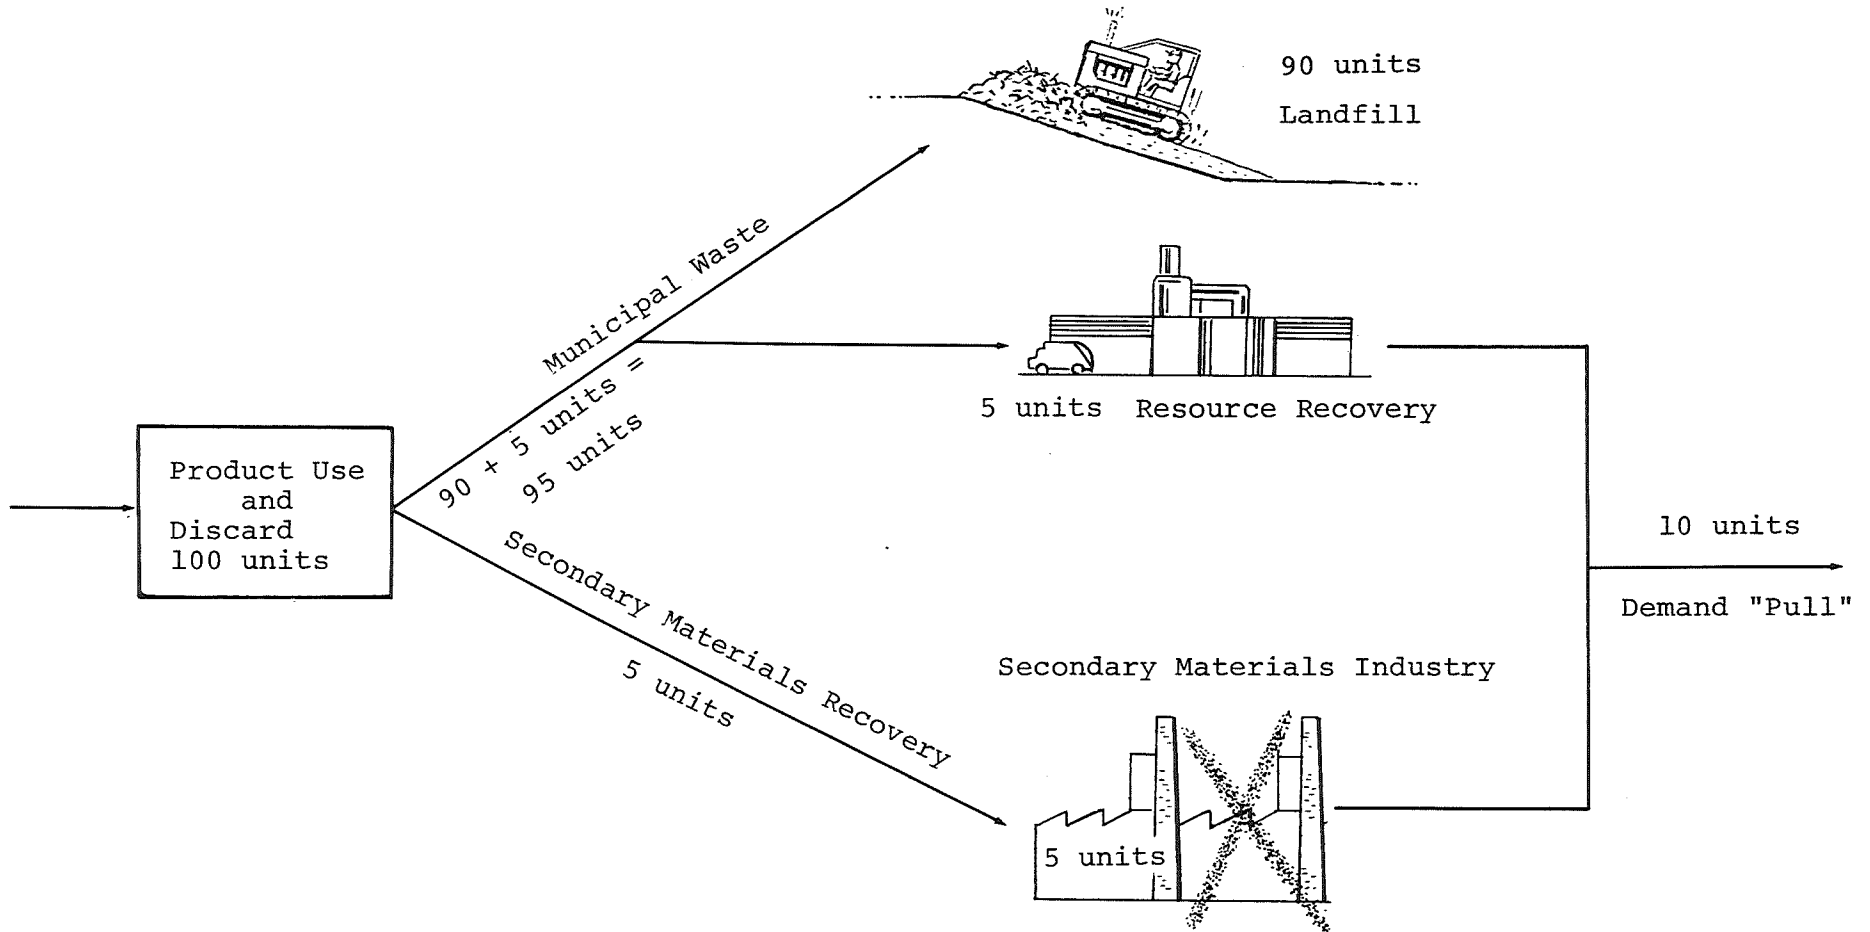 90 units
Landfill
Municipal Waste
90 + 5 units =
95 units
5 units Resource Recovery
Product Use
and
Discard
100 units
Secondary Materials Recovery
5 units
10 units
Demand "Pull"
Secondary Materials Industry
5 units